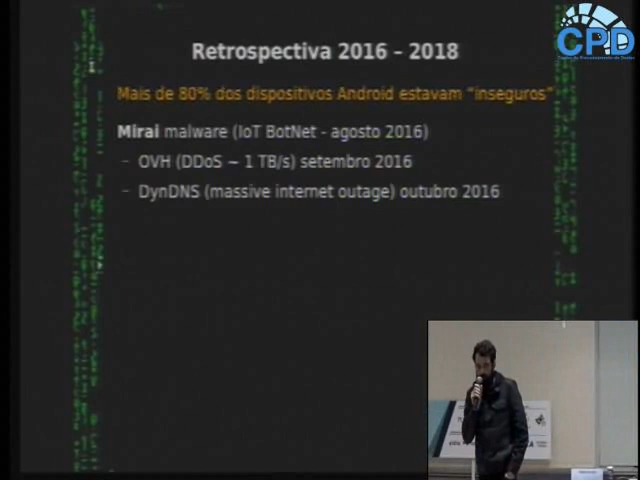 Retrospectiva 2016 – 2018
CPD
Mais de 80% dos dispositivos Android estavam “inseguros”
Mirai malware (IoT BotNet - agosto 2016)
– OVH (DDoS ~ 1 TB/s) setembro 2016
– DynDNS (massive internet outage) outubro 2016